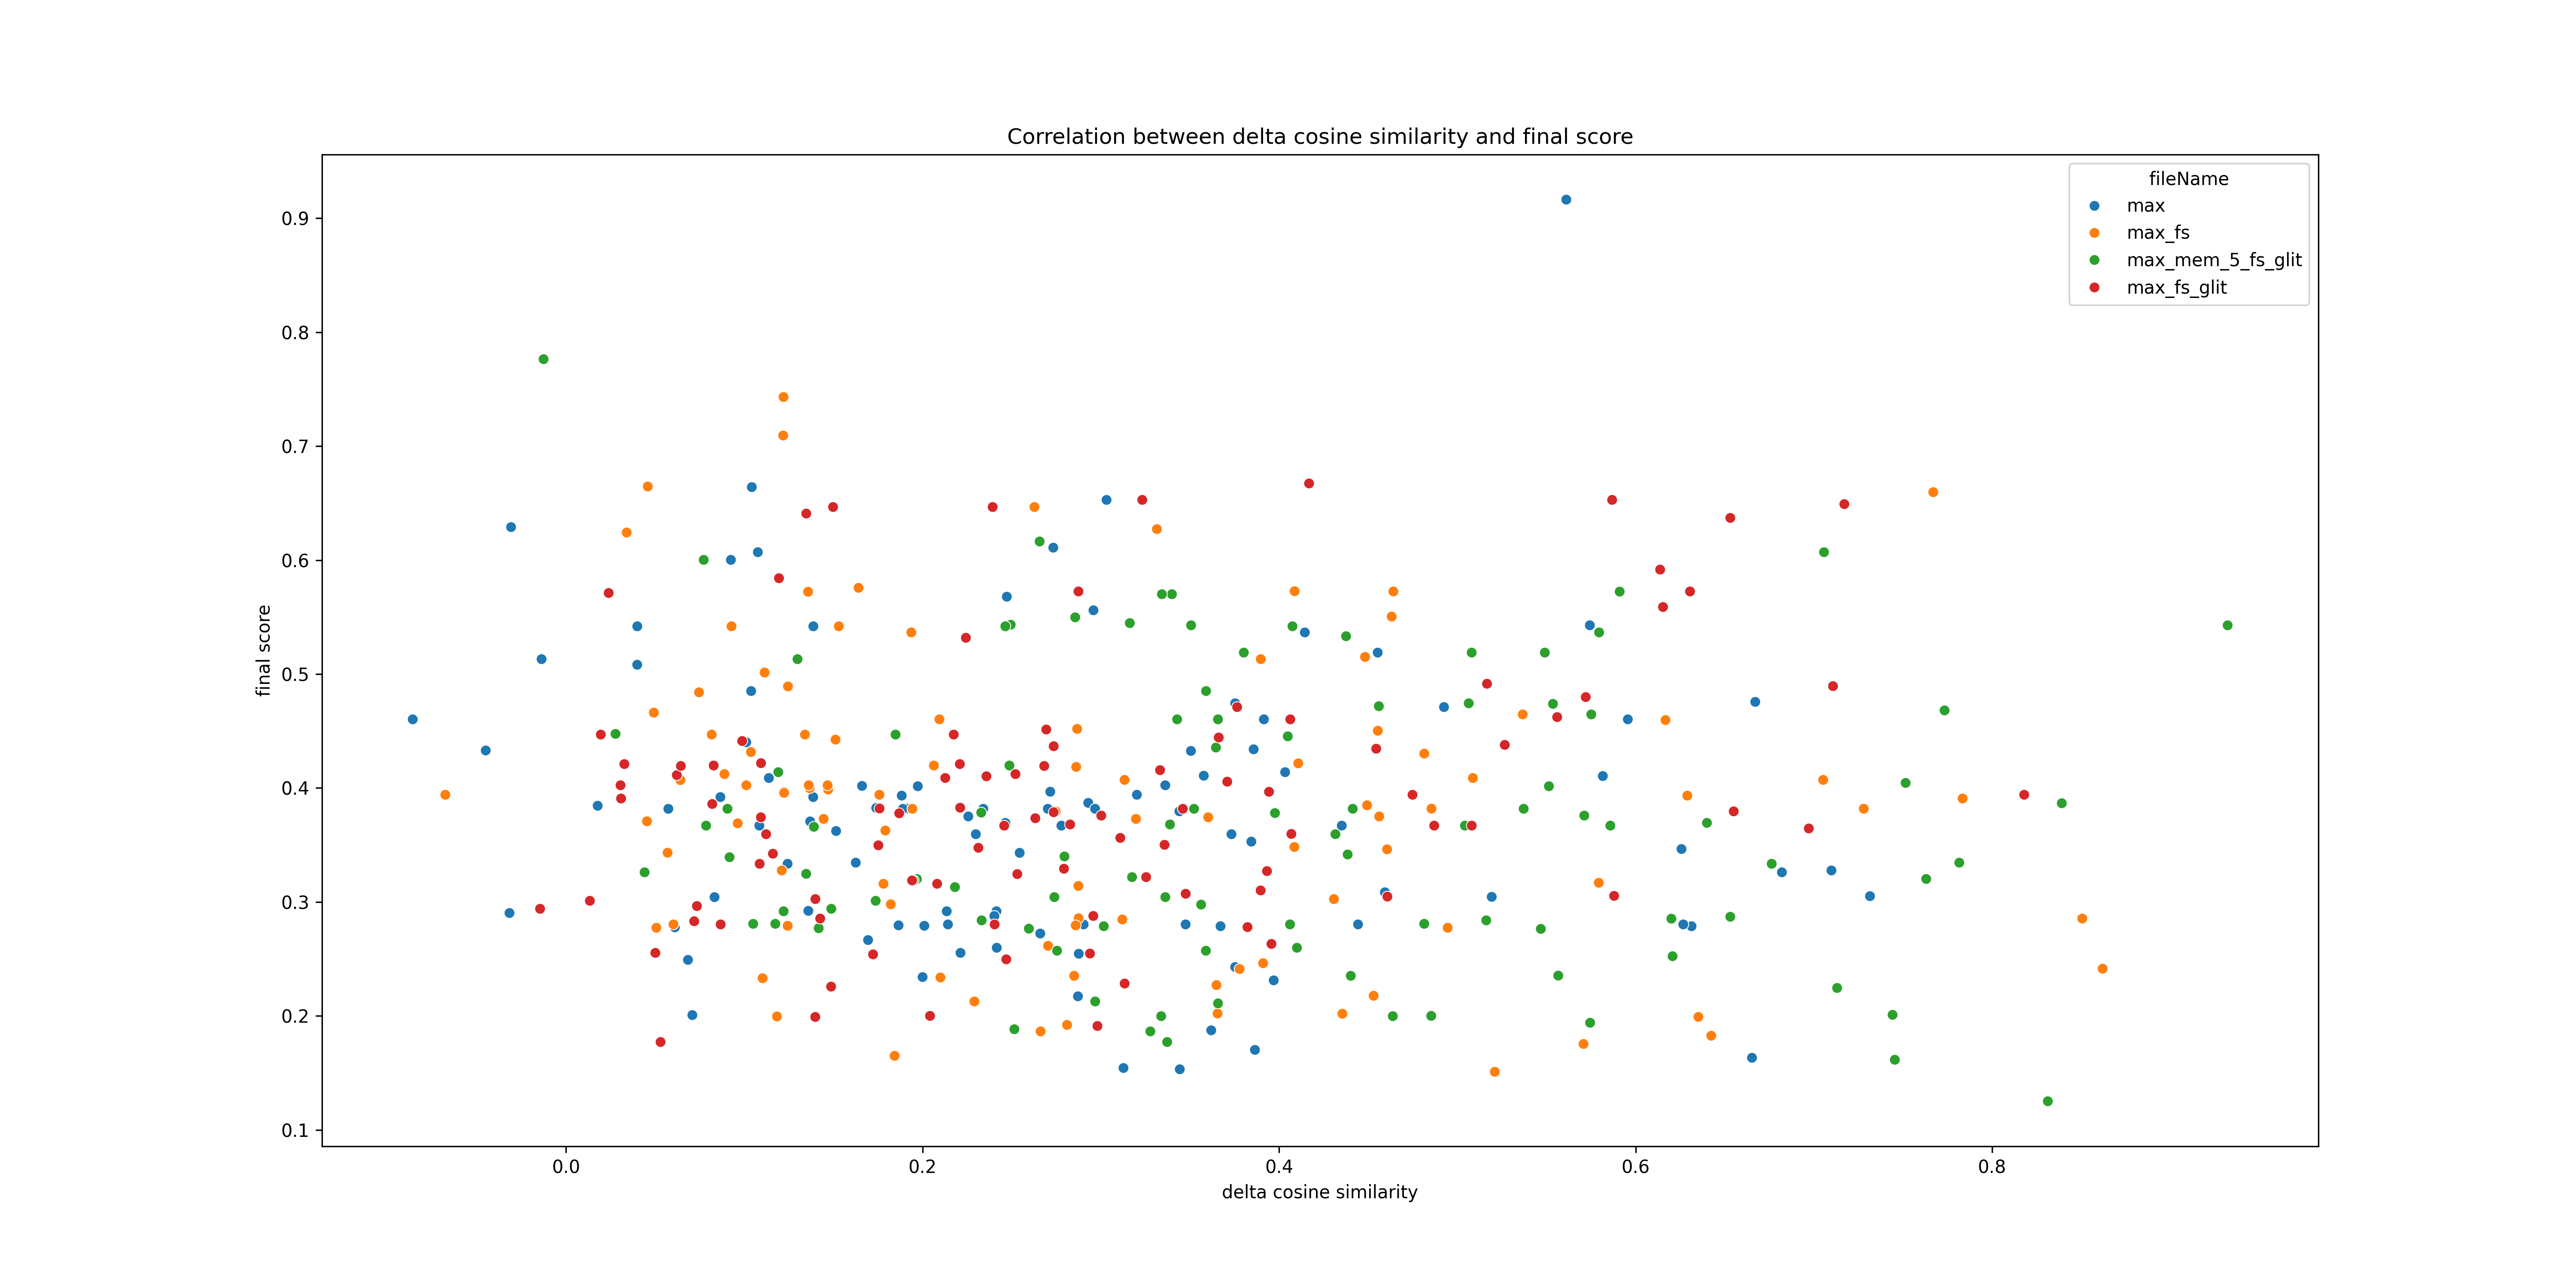 Correlation between delta cosine similarity and final score
fileName
max
max_fs
max_mem_5_fs_glit
max_fs_glit
final score
0.9
0.8
0.7
0.6
0.5
0.4
0.3
0.2
0.1
0.0 0.2 0.4 0.6 0.8
delta cosine similarity